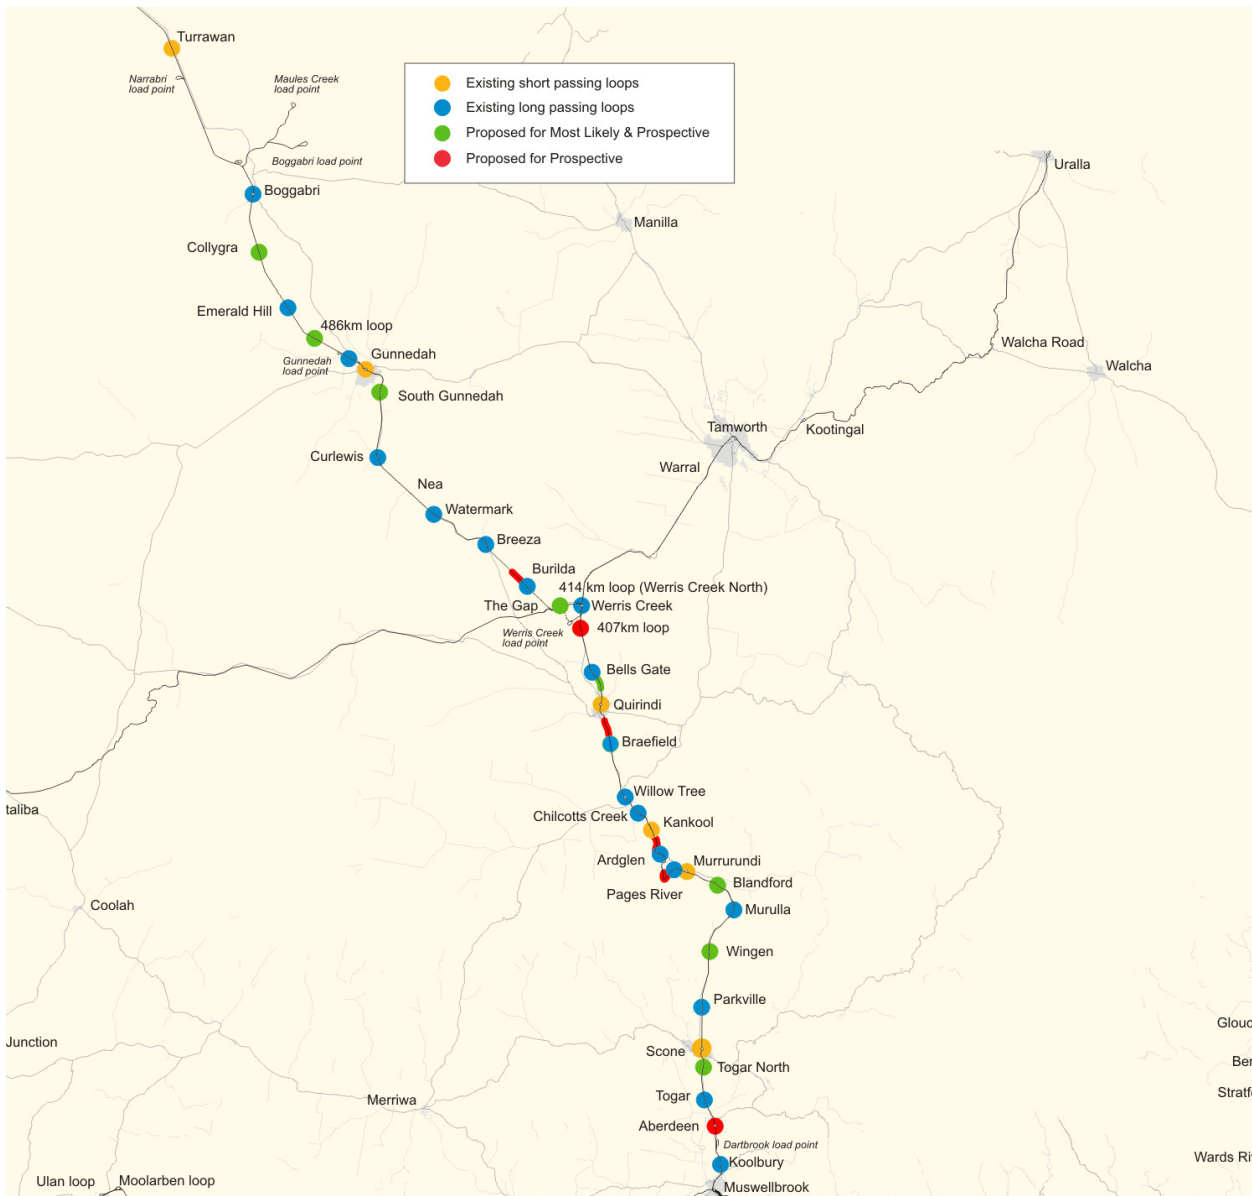 Turrawan
Narrabri
load point
Maules Creek
load point
Existing short passing loops
Existing long passing loops
Proposed for Most Likely & Prospective
Proposed for Prospective
Boggabri load point
Uralla
Boggabri
Manilla
Collygra
Emerald Hill
486km loop
Gunnedah
load point
Gunnedah
Walcha Road
Walcha
South Gunnedah
Tamworth
Kootingal
Curlewis
Warral
Nea
Watermark
Breeza
Burilda
414 km loop (Werris Creek North)
The Gap
Werris Creek
Werris Creek
load point
407km loop
Bells Gate
Quirindi
Braefield
Willow Tree
taliba
Chilcotts Creek
Kankool
Ardglen
Murrurundi
Pages River
Blandford
Coolah
Murulla
Wingen
Parkville
Glouc
Junction
Scone
Ber
Togar North
Togar
Stratfo
Merriwa
Aberdeen
Dartbrook load point
Koolbury
Wards Riv
Ulan loop
Moolarben loop
Muswellbrook